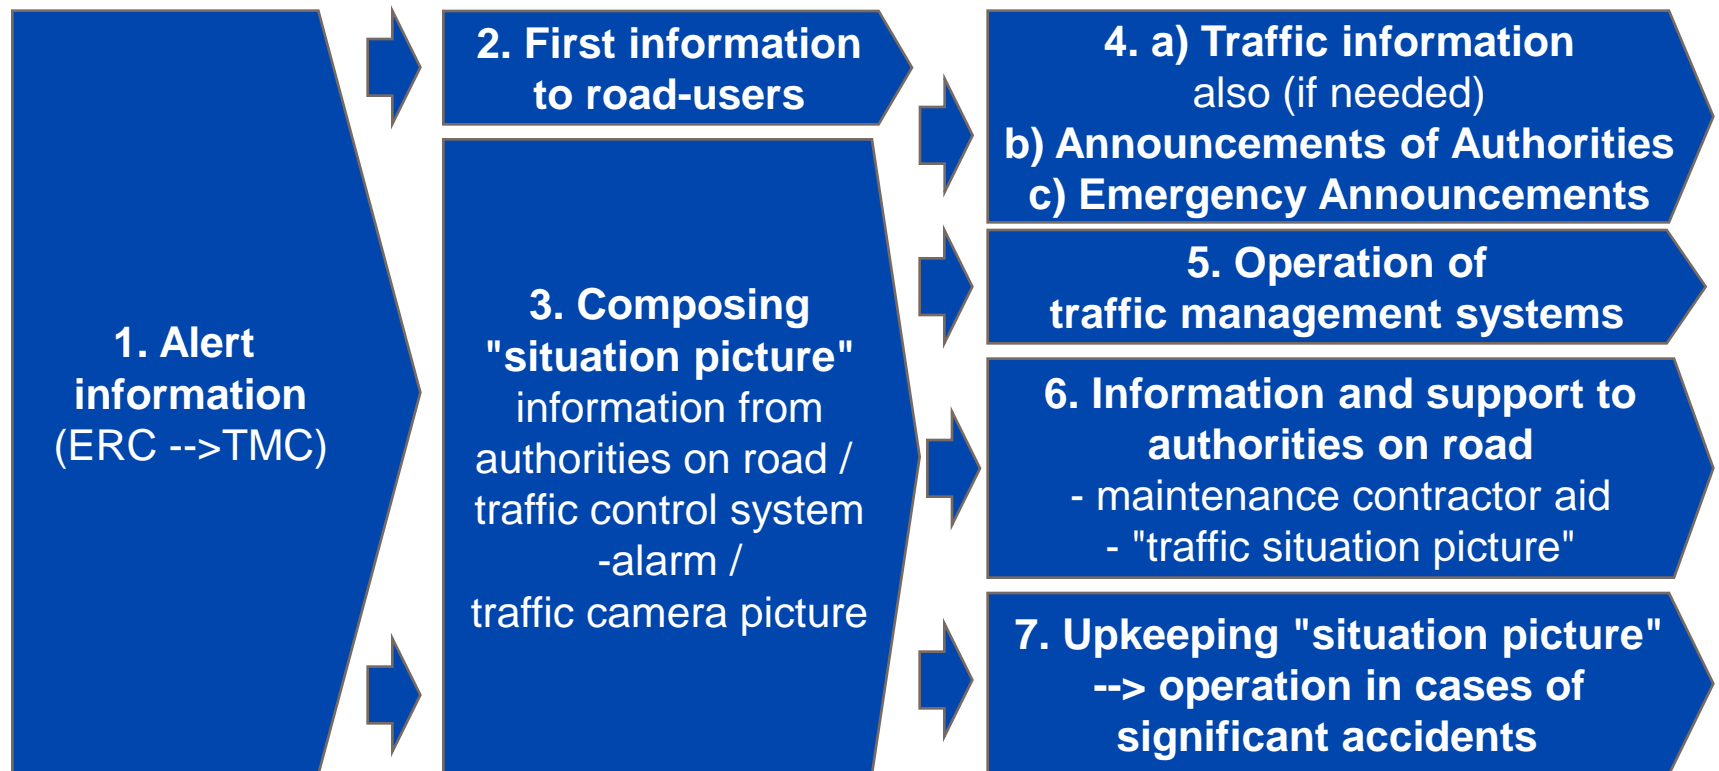 1. Alert
information
(ERC -->TMC)
2. First information
to road-users
3. Composing
"situation picture"
information from
authorities on road /
traffic control system
-alarm /
traffic camera picture
4. a) Traffic information
also (if needed)
b) Announcements of Authorities
c) Emergency Announcements
5. Operation of
traffic management systems
6. Information and support to
authorities on road
- maintenance contractor aid
- "traffic situation picture"
7. Upkeeping "situation picture"
--> operation in cases of
significant accidents